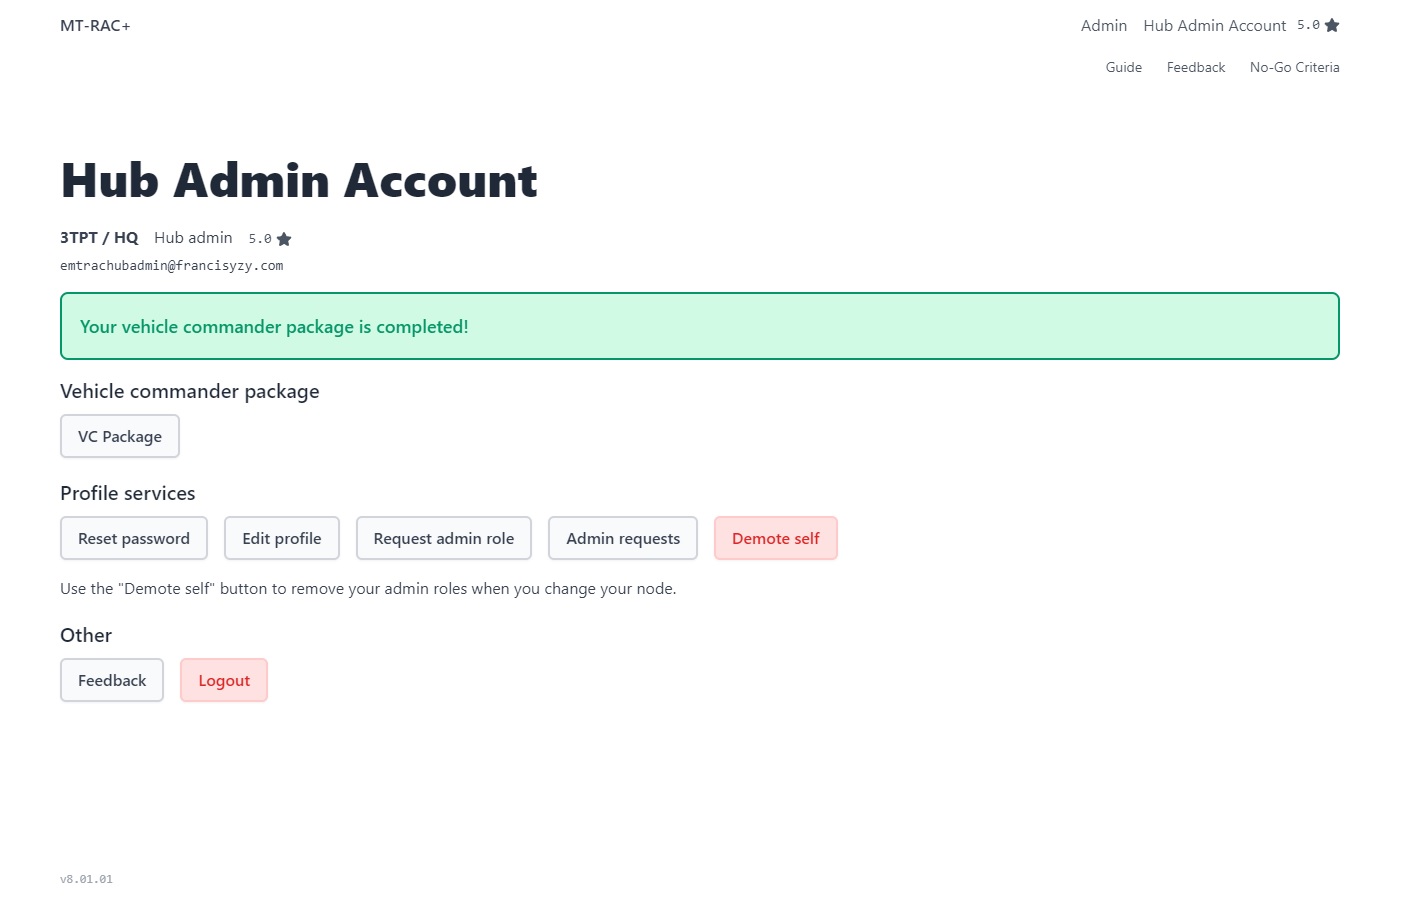 MT-RAC+
Admin Hub Admin Account 5.0
Guide Feedback No-Go Criteria
Hub Admin Account
3TPT / HQ Hub admin 5.0
emtrachubadmin@francisyzy.com
Your vehicle commander package is completed!
Vehicle commander package
VC Package
Profile services
Reset password Edit profile Request admin role Admin requests Demote self
Use the "Demote self" button to remove your admin roles when you change your node.
Other
Feedback Logout
v8.01.01